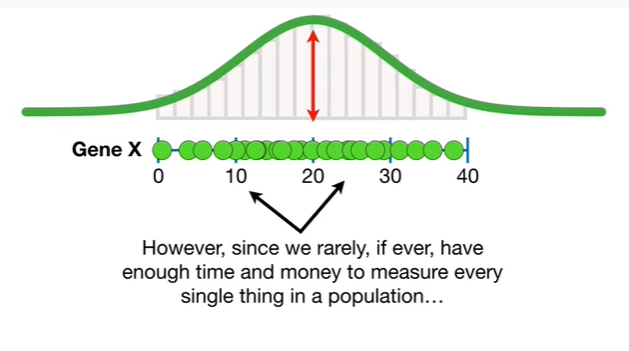 Gene X
0 10 20 30 40
However, since we rarely, if ever, have
enough time and money to measure every
single thing in a population…